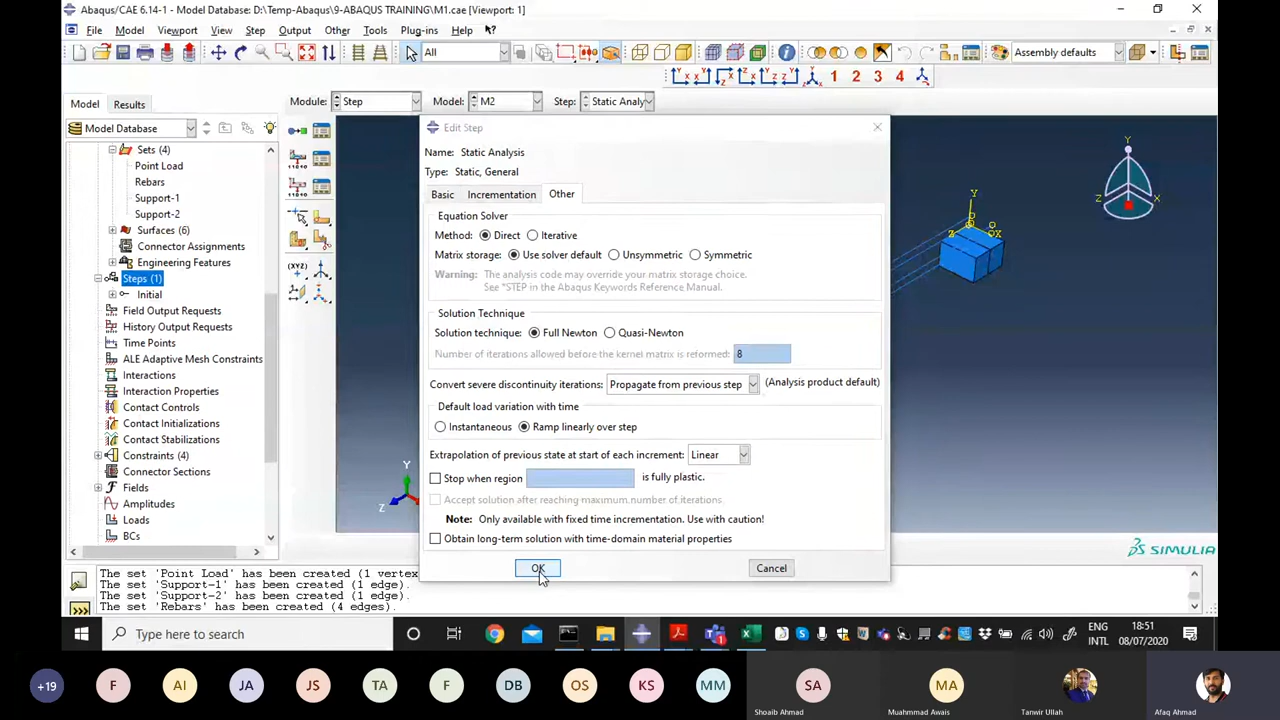 Abaqus/CAE 6.14-1 - Model Database: D:\Temp-Abaqus\9-ABAQUS TRAINING\M1.cae [Viewport: 1]
File Model Viewport View Step Output Other Tools Plug-ins Help
All
Assembly defaults
1 2 3 4
Model Results
Module: Step Model: M2 Step: Static Analy
Model Database
Sets (4)
Point Load
Rebars
Support-1
Support-2
Surfaces (6)
Connector Assignments
Engineering Features
Steps (1)
Initial
Field Output Requests
History Output Requests
Time Points
ALE Adaptive Mesh Constraints
Interactions
Interaction Properties
Contact Controls
Contact Initializations
Contact Stabilizations
Constraints (4)
Connector Sections
Fields
Amplitudes
Loads
BCs
Edit Step
Name: Static Analysis
Type: Static, General
Basic Incrementation Other
Equation Solver
Method: Direct Iterative
Matrix storage: Use solver default Unsymmetric Symmetric
Warning: The analysis code may override your matrix storage choice.
See *STEP in the Abaqus Keywords Reference Manual.
Solution Technique
Solution technique: Full Newton Quasi-Newton
Number of iterations allowed before the kernel matrix is reformed: 8
Convert severe discontinuity iterations: Propagate from previous step (Analysis product default)
Default load variation with time
Instantaneous Ramp linearly over step
Extrapolation of previous state at start of each increment: Linear
Stop when region is fully plastic.
Accept solution after reaching maximum number of iterations
Note: Only available with fixed time incrementation. Use with caution!
Obtain long-term solution with time-domain material properties
OK Cancel
Y
Z X
Y
Z X
Y
Z
SIMULIA
The set 'Point Load' has been created (1 vertex
The set 'Support-1' has been created (1 edge).
The set 'Support-2' has been created (1 edge).
The set 'Rebars' has been created (4 edges).
Type here to search
ENG
INTL
18:51
08/07/2020
+19 F AI JA JS TA F DB OS KS MM SA MA
Shoaib Ahmad Muahmmad Awais Tanwir Ullah Afaq Ahmad